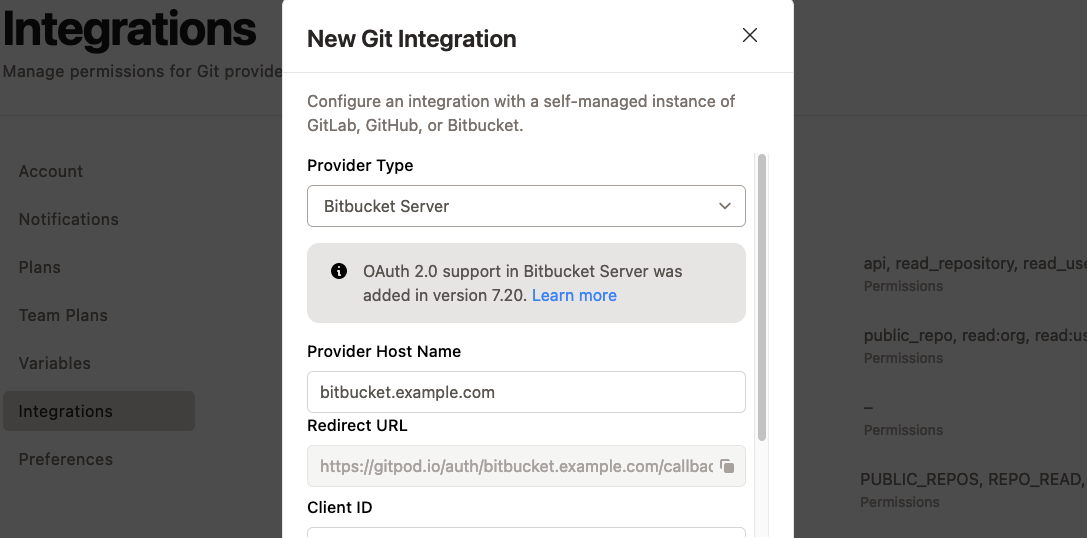 Integrations
Manage permissions for Git
New Git Integration
Configure an integration with a self-managed instance of
GitLab, GitHub, or Bitbucket.
Account
Notifications
Plans
Team Plans
Variables
Integrations
Preferences
Provider Type
Bitbucket Server
OAuth 2.0 support in Bitbucket Server was
added in version 7.20. Learn more
Provider Host Name
bitbucket.example.com
Redirect URL
https://gitpod.io/auth/bitbucket.example.com/callbac
Client ID
api, read_repository,
Permissions
public_repo, read:org,
Permissions
–
Permissions
PUBLIC_REPOS, REPO_READ,
Permissions